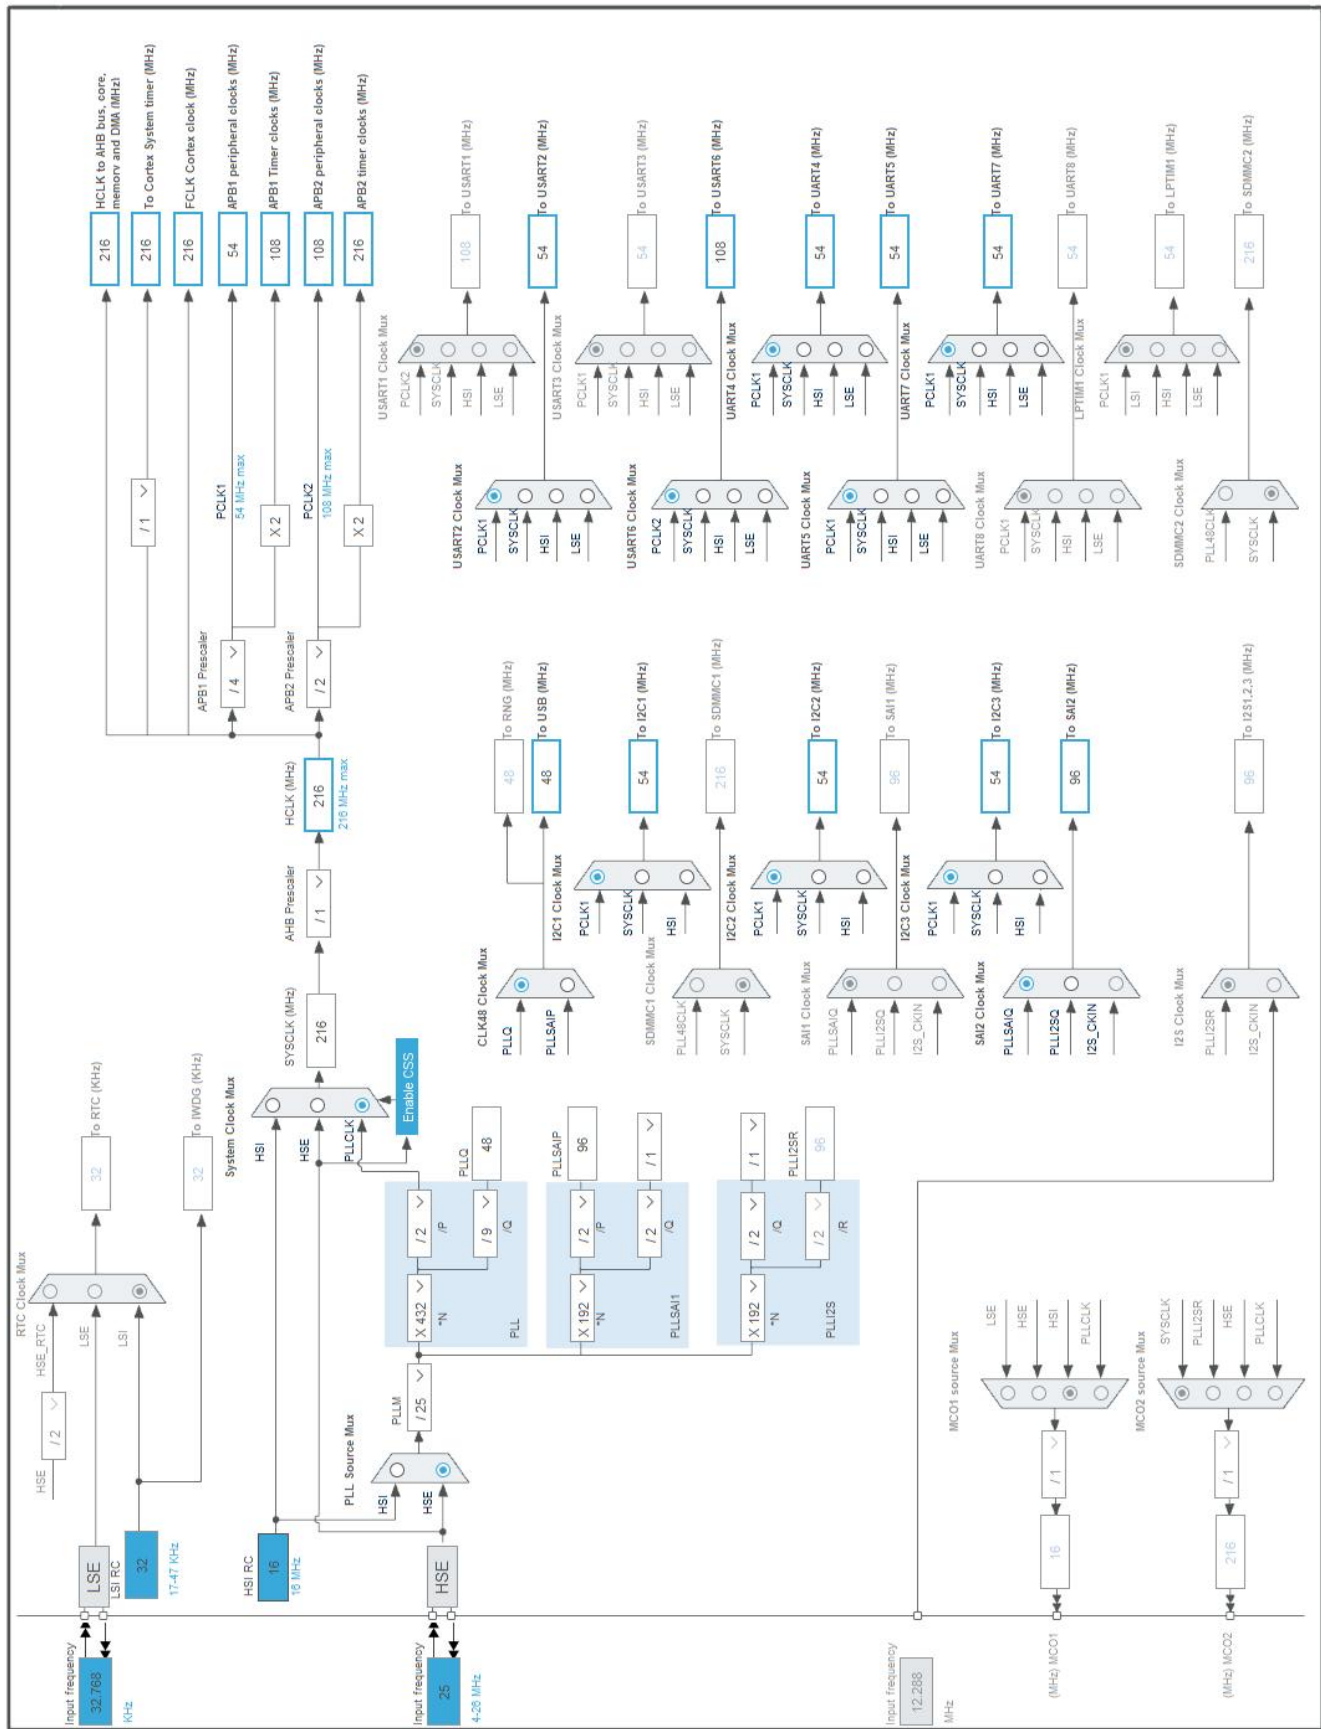 Input frequency
32.768
KHz
LSE
LSI RC
32
17-47 KHz
HSE
/ 2
HSE_RTC
LSE
LSI
RTC Clock Mux
32
To RTC (KHz)
32
To IWDG (KHz)
HSI RC
16
16 MHz
Input frequency
25
4-26 MHz
HSE
PLL Source Mux
HSI
HSE
PLLM
/ 25
X 432
*N
PLL
/ 2
/P
/ 9
/Q
PLLQ
48
X 192
*N
PLLSAI1
/ 2
/P
/ 2
/Q
PLLSAIP
96
/ 1
X 192
*N
PLLI2S
/ 2
/Q
/ 2
/R
/ 1
PLLI2SR
96
System Clock Mux
HSI
HSE
PLLCLK
Enable CSS
SYSCLK (MHz)
216
AHB Prescaler
/ 1
HCLK (MHz)
216
216 MHz max
APB1 Prescaler
/ 4
APB2 Prescaler
/ 2
/ 1
PCLK1
54 MHz max
X 2
PCLK2
108 MHz max
X 2
216
HCLK to AHB bus, core,
memory and DMA (MHz)
216
To Cortex System timer (MHz)
216
FCLK Cortex clock (MHz)
54
APB1 peripheral clocks (MHz)
108
APB1 Timer clocks (MHz)
108
APB2 peripheral clocks (MHz)
216
APB2 timer clocks (MHz)
CLK48 Clock Mux
PLLQ
PLLSAIP
48
To RNG (MHz)
48
To USB (MHz)
I2C1 Clock Mux
PCLK1
SYSCLK
HSI
54
To I2C1 (MHz)
SDMMC1 Clock Mux
PLL48CLK
SYSCLK
216
To SDMMC1 (MHz)
I2C2 Clock Mux
PCLK1
SYSCLK
HSI
54
To I2C2 (MHz)
SAI1 Clock Mux
PLLSAIQ
PLLI2SQ
I2S_CKIN
96
To SAI1 (MHz)
I2C3 Clock Mux
PCLK1
SYSCLK
HSI
54
To I2C3 (MHz)
SAI2 Clock Mux
PLLSAIQ
PLLI2SQ
I2S_CKIN
96
To SAI2 (MHz)
I2S Clock Mux
PLLI2SR
I2S_CKIN
96
To I2S1,2,3 (MHz)
USART1 Clock Mux
PCLK2
SYSCLK
HSI
LSE
108
To USART1 (MHz)
USART2 Clock Mux
PCLK1
SYSCLK
HSI
LSE
54
To USART2 (MHz)
USART3 Clock Mux
PCLK1
SYSCLK
HSI
LSE
54
To USART3 (MHz)
USART6 Clock Mux
PCLK2
SYSCLK
HSI
LSE
108
To USART6 (MHz)
UART4 Clock Mux
PCLK1
SYSCLK
HSI
LSE
54
To UART4 (MHz)
UART5 Clock Mux
PCLK1
SYSCLK
HSI
LSE
54
To UART5 (MHz)
UART7 Clock Mux
PCLK1
SYSCLK
HSI
LSE
54
To UART7 (MHz)
UART8 Clock Mux
PCLK1
SYSCLK
HSI
LSE
54
To UART8 (MHz)
LPTIM1 Clock Mux
PCLK1
LSI
HSI
LSE
54
To LPTIM1 (MHz)
SDMMC2 Clock Mux
PLL48CLK
SYSCLK
216
To SDMMC2 (MHz)
Input frequency
12.288
MHz
MCO1 source Mux
LSE
HSE
HSI
PLLCLK
/ 1
16
(MHz) MCO1
MCO2 source Mux
SYSCLK
PLLI2SR
HSE
PLLCLK
/ 1
216
(MHz) MCO2